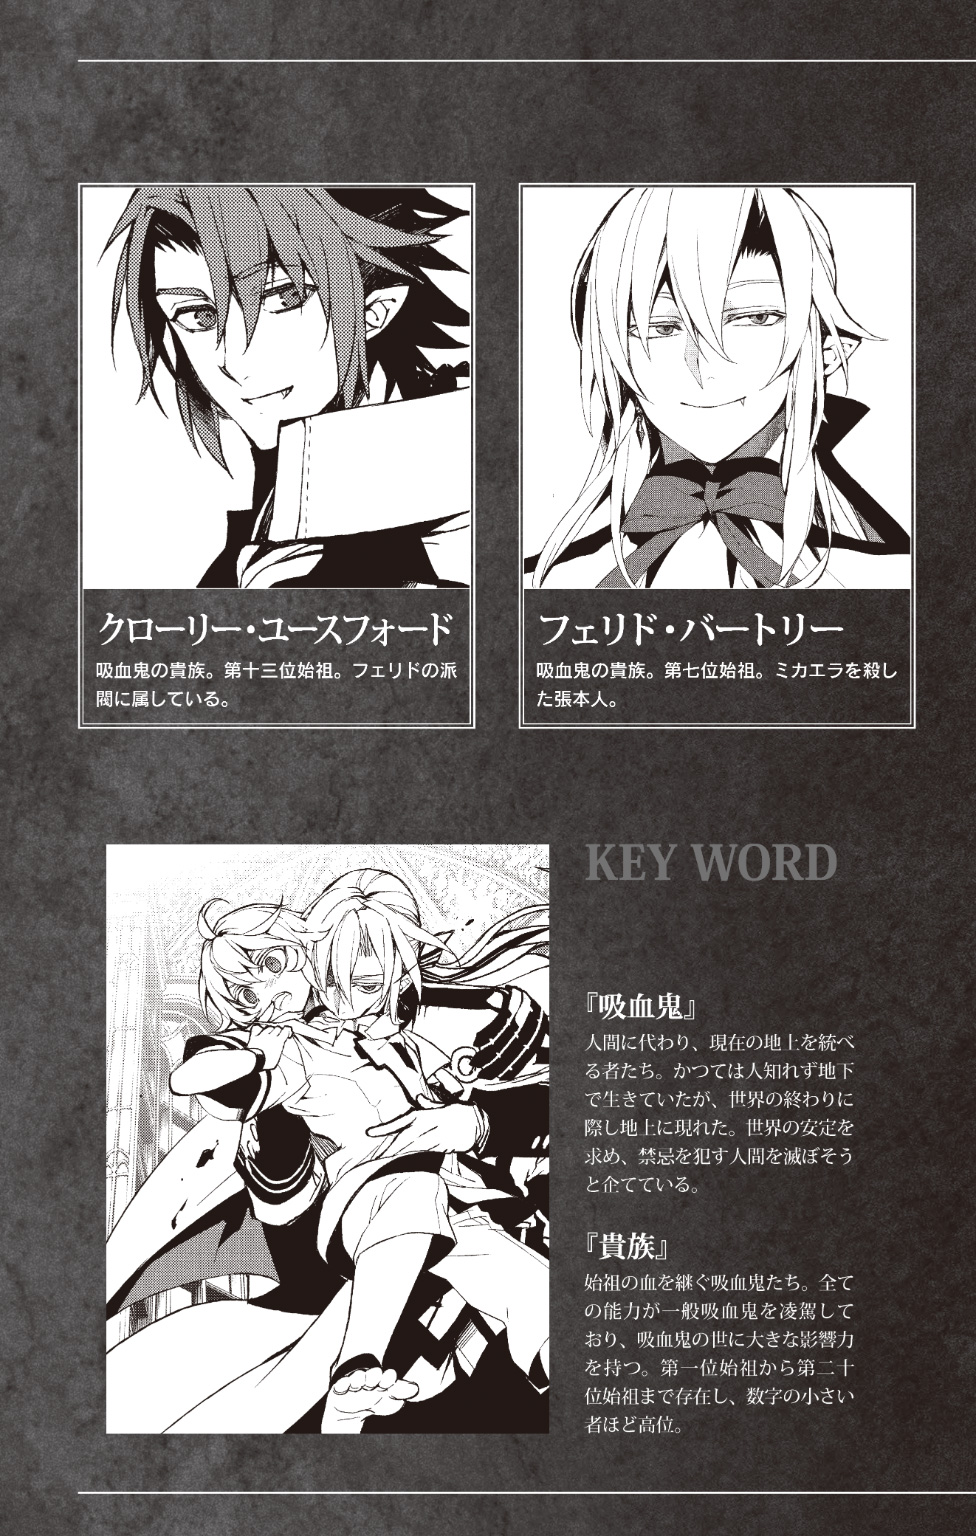 クローリー・ユースフォード
吸血鬼の貴族。第十三位始祖。フェリドの派
閥に属している。
フェリド・バートリー
吸血鬼の貴族。第七位始祖。ミカエラを殺し
た張本人。
KEY WORD
『吸血鬼』
人間に代わり、現在の地上を統べ
る者たち。かつては人知れず地下
で生きていたが、世界の終わりに
際し地上に現れた。世界の安定を
求め、禁忌を犯す人間を滅ぼそう
と企てている。
『貴族』
始祖の血を継ぐ吸血鬼たち。全て
の能力が一般吸血鬼を凌駕して
おり、吸血鬼の世に大きな影響力
を持つ。第一位始祖から第二十
位始祖まで存在し、数字の小さい
者ほど高位。